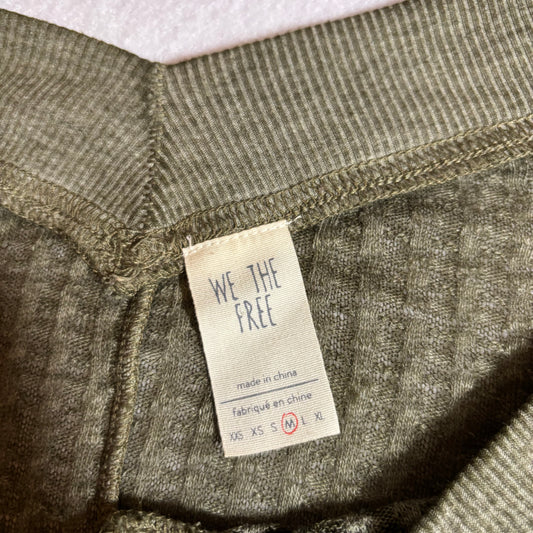 WE THE
FREE
made in china
fabriqué en chine
XXS XS S M L XL